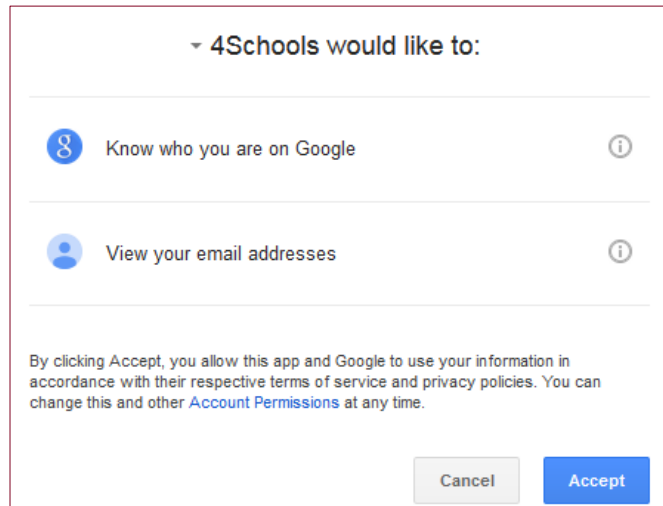 4Schools would like to:
8 Know who you are on Google
View your email addresses
By clicking Accept, you allow this app and Google to use your information in
accordance with their respective terms of service and privacy policies. You can
change this and other Account Permissions at any time.
Cancel Accept